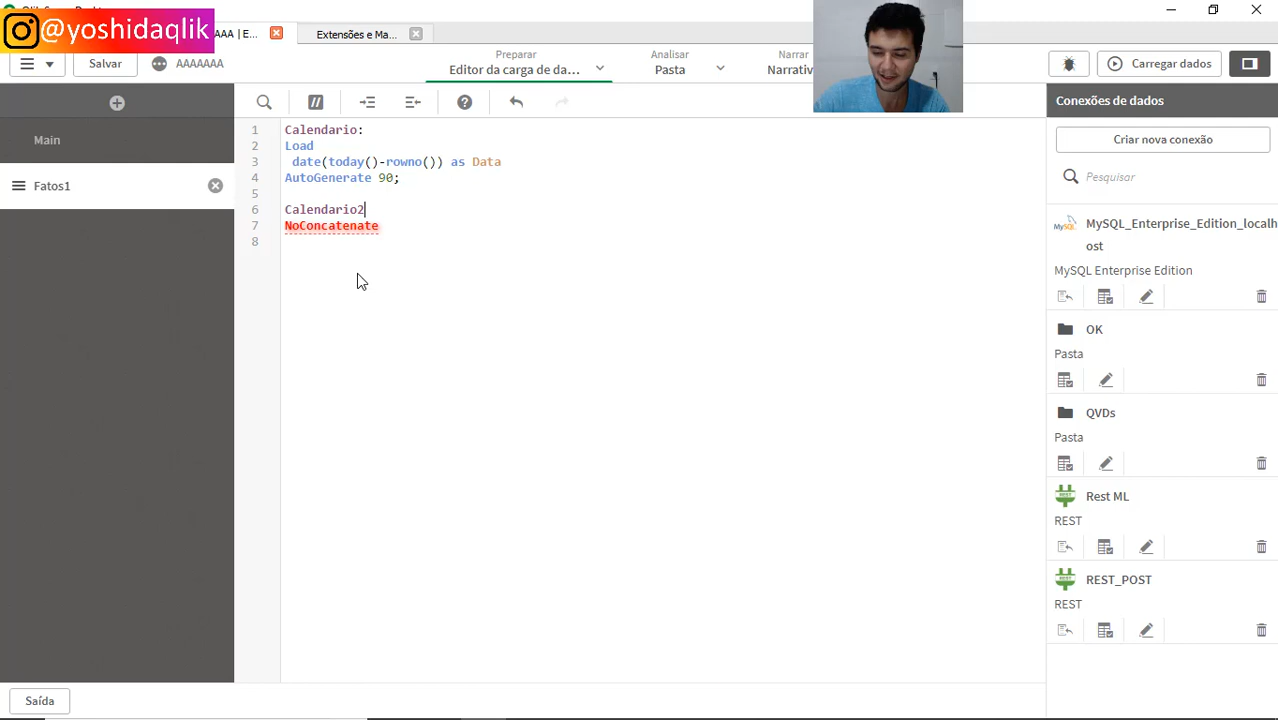 @yoshidaqlik
AAA | E...
Extensões e Ma...
Salvar
AAAAAAA
Preparar
Editor da carga de da...
Analisar
Pasta
Narrar
Narrativ
Carregar dados
Main
Fatos1
1 Calendario:
2 Load
3 date(today()-rowno()) as Data
4 AutoGenerate 90;
5
6 Calendario2
7 NoConcatenate
8
Conexões de dados
Criar nova conexão
Pesquisar
MySQL_Enterprise_Edition_localh
ost
MySQL Enterprise Edition
OK
Pasta
QVDs
Pasta
Rest ML
REST
REST_POST
REST
Saída